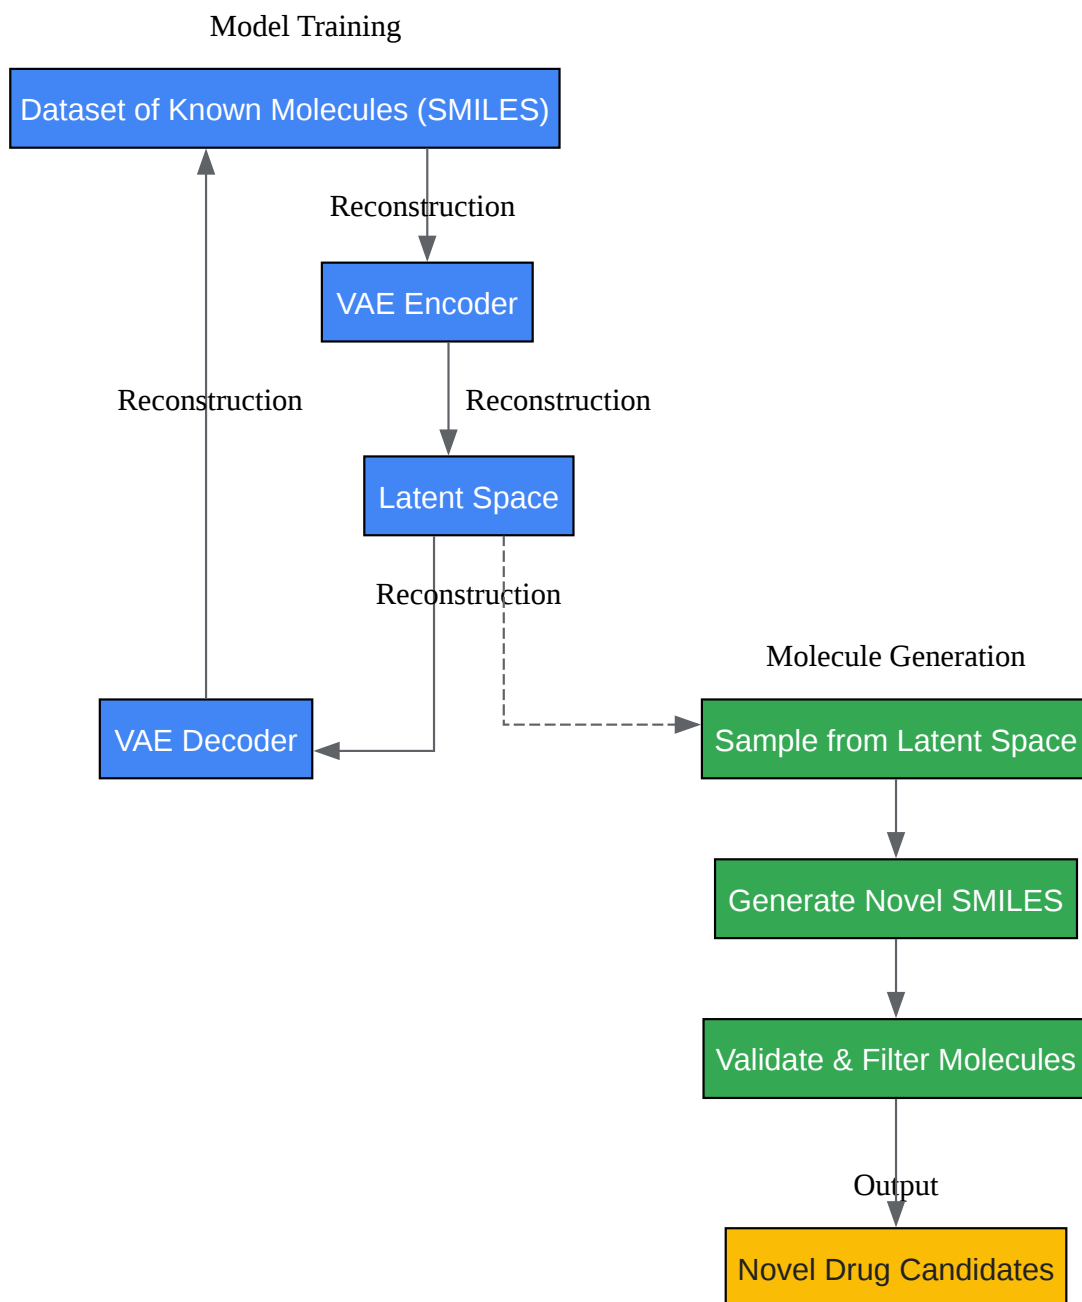 Model Training
Dataset of Known Molecules (SMILES)
Reconstruction
VAE Encoder
Reconstruction
Reconstruction
Latent Space
Reconstruction
Molecule Generation
VAE Decoder
Sample from Latent Space
Generate Novel SMILES
Validate & Filter Molecules
Output
Novel Drug Candidates